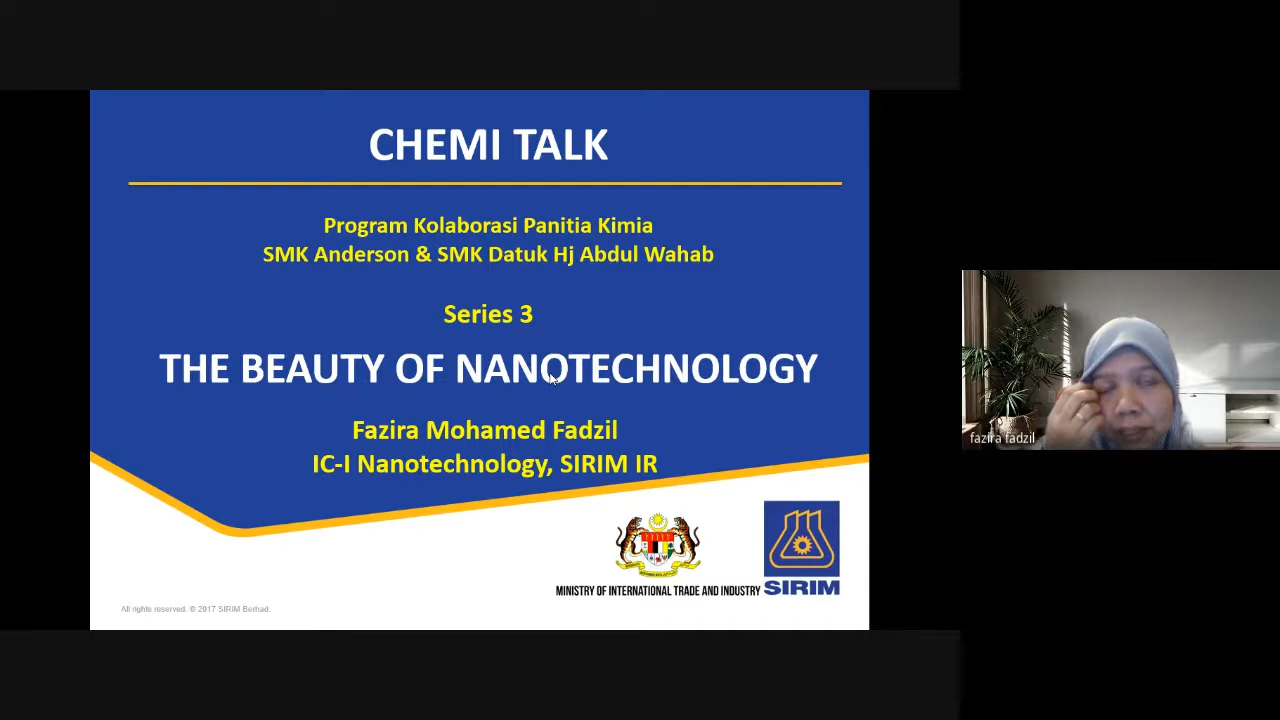 CHEMI TALK
Program Kolaborasi Panitia Kimia
SMK Anderson & SMK Datuk Hj Abdul Wahab
Series 3
THE BEAUTY OF NANOTECHNOLOGY
Fazira Mohamed Fadzil
IC-I Nanotechnology, SIRIM IR
MINISTRY OF INTERNATIONAL TRADE AND INDUSTRY
SIRIM
All rights reserved. © 2017 SIRIM Berhad.
fazira fadzil